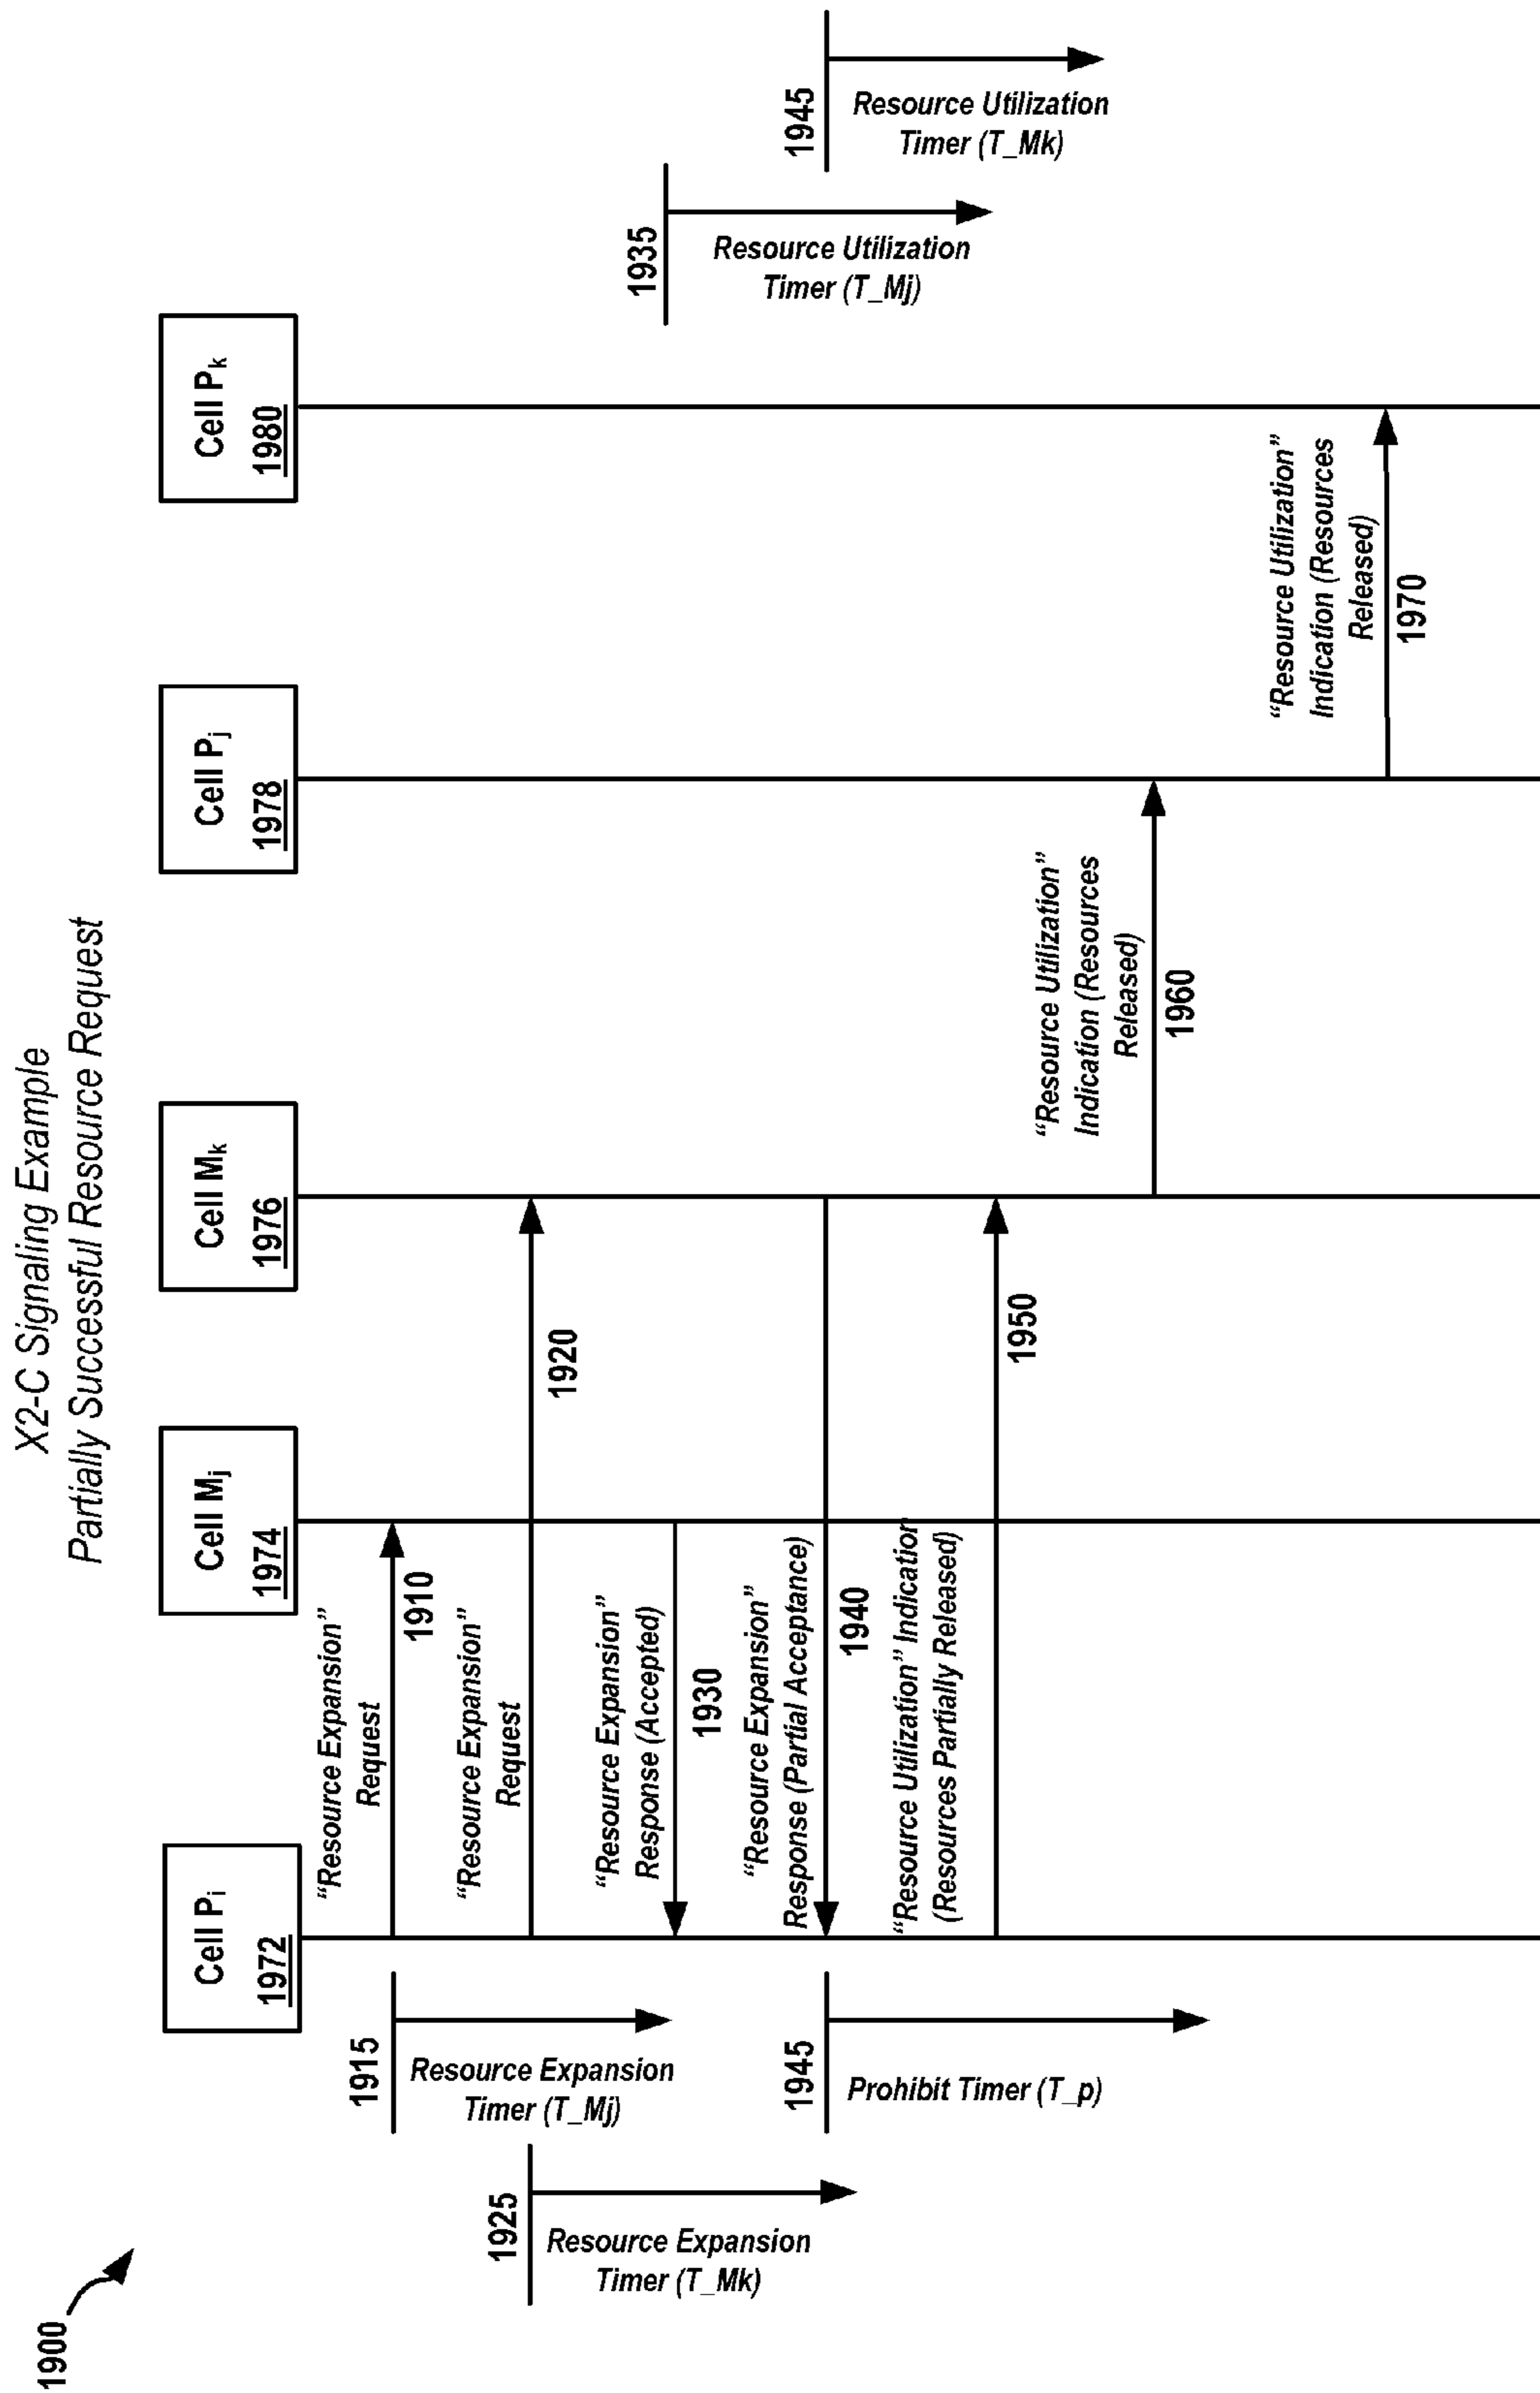 X2-C Signaling Example
Partially Successful Resource Request
1900
Cell Pi
1972
Cell Mj
1974
Cell Mk
1976
Cell Pj
1978
Cell Pk
1980
1915
Resource Expansion
Timer (T_Mj)
“Resource Expansion”
Request
1910
1925
Resource Expansion
Timer (T_Mk)
“Resource Expansion”
Request
1920
“Resource Expansion”
Response (Accepted)
1930
1935
Resource Utilization
Timer (T_Mj)
“Resource Expansion”
Response (Partial Acceptance)
1940
1945
Prohibit Timer (T_p)
1945
Resource Utilization
Timer (T_Mk)
“Resource Utilization” Indication
(Resources Partially Released)
1950
“Resource Utilization”
Indication (Resources
Released)
1960
“Resource Utilization”
Indication (Resources
Released)
1970